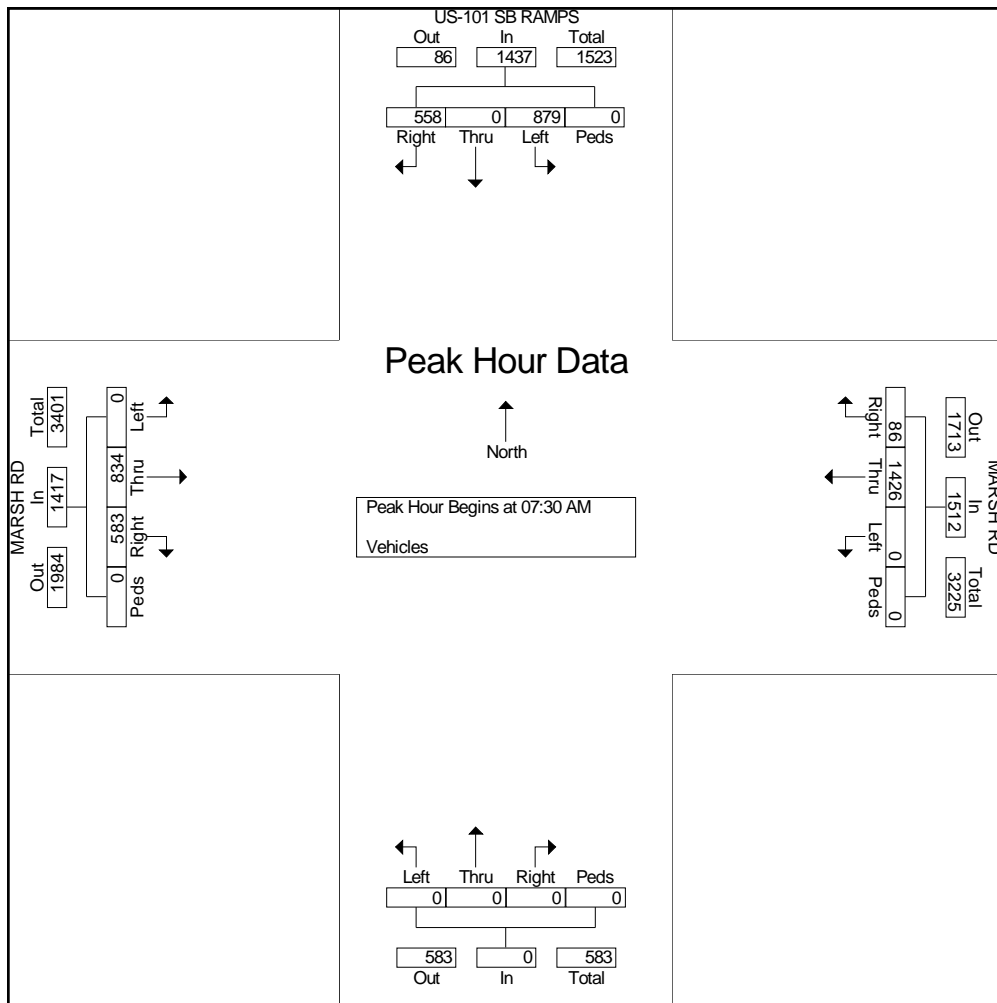 US-101 SB RAMPS
Out In Total
86 1437 1523
558 0 879 0
Right Thru Left Peds
Peak Hour Data
North
Peak Hour Begins at 07:30 AM
Vehicles
MARSH RD
Total In Out
3401 1417 1984
0 834 583 0
Left Thru Right Peds
Right Thru Left Peds
86 1426 0 0
Out In Total
1713 1512 3225
MARSH RD
Left Thru Right Peds
0 0 0 0
583 0 583
Out In Total